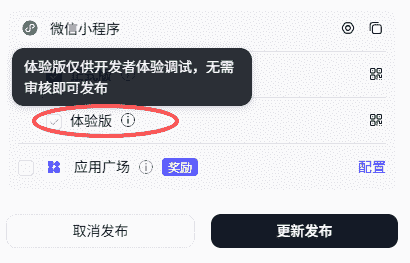 微信小程序
体验版仅供开发者体验调试，无需
审核即可发布
体验版
应用广场 奖励 配置
取消发布 更新发布